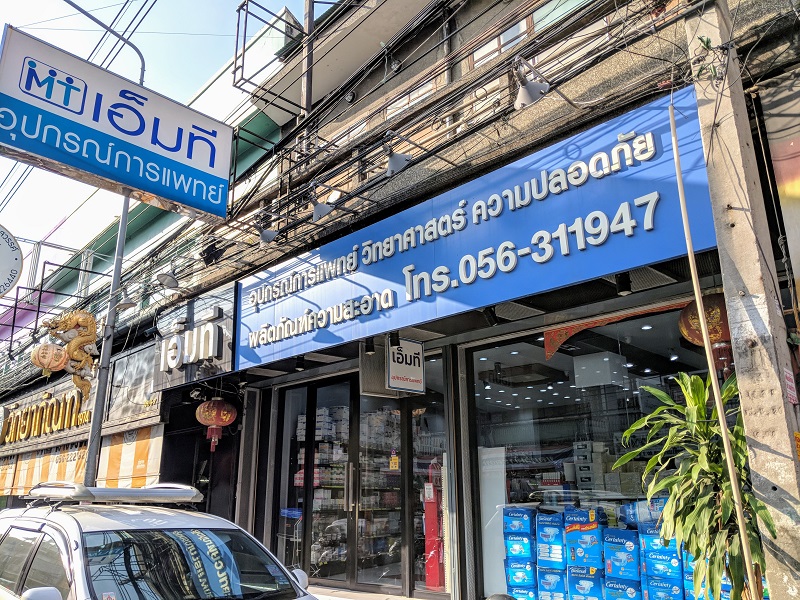 MT เอ็มที
อุปกรณ์การแพทย์
อุปกรณ์การแพทย์ วิทยาศาสตร์ ความปลอดภัย
ผลิตภัณฑ์ความสะอาด โทร.056-311947
เอ็มที
เอ็มที
Certainty
Certainty
Certainty
Certainty